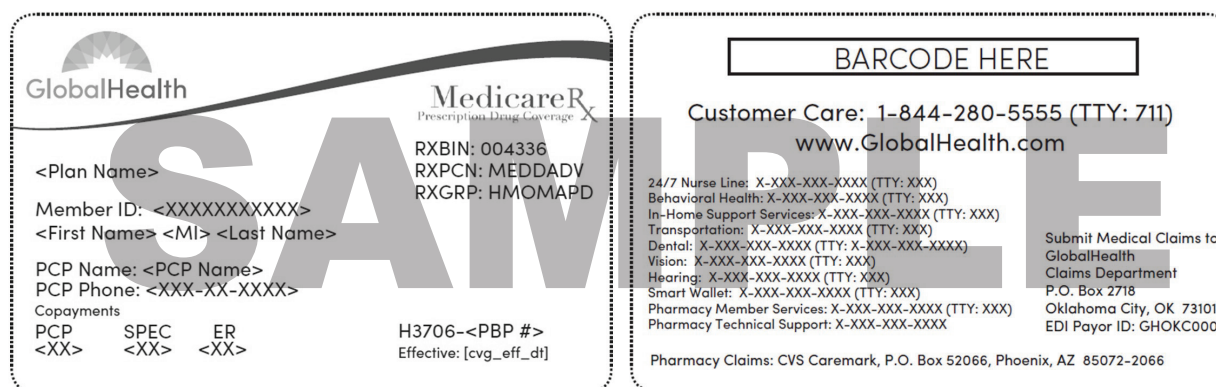 GlobalHealth
MedicareRx
Prescription Drug Coverage
RXBIN: 004336
RXPCN: MEDDADV
RXGRP: HMOMAPD
<Plan Name>
Member ID: <XXXXXXXXXXX>
<First Name> <MI> <Last Name>
PCP Name: <PCP Name>
PCP Phone: <XXX-XX-XXXX>
Copayments
PCP SPEC ER
<XX> <XX> <XX>
H3706-<PBP #>
Effective: [cvg_eff_dt]
SAMPLE
BARCODE HERE
Customer Care: 1-844-280-5555 (TTY: 711)
www.GlobalHealth.com
24/7 Nurse Line: X-XXX-XXX-XXXX (TTY: XXX)
Behavioral Health: X-XXX-XXX-XXXX (TTY: XXX)
In-Home Support Services: X-XXX-XXX-XXXX (TTY: XXX)
Transportation: X-XXX-XXX-XXXX (TTY: XXX)
Dental: X-XXX-XXX-XXXX (TTY: X-XXX-XXX-XXXX)
Vision: X-XXX-XXX-XXXX (TTY: XXX)
Hearing: X-XXX-XXX-XXXX (TTY: XXX)
Smart Wallet: X-XXX-XXX-XXXX (TTY: XXX)
Pharmacy Member Services: X-XXX-XXX-XXXX (TTY: XXX)
Pharmacy Technical Support: X-XXX-XXX-XXXX
Submit Medical Claims to
GlobalHealth
Claims Department
P.O. Box 2718
Oklahoma City, OK 73101
EDI Payor ID: GHOKC000
Pharmacy Claims: CVS Caremark, P.O. Box 52066, Phoenix, AZ 85072-2066